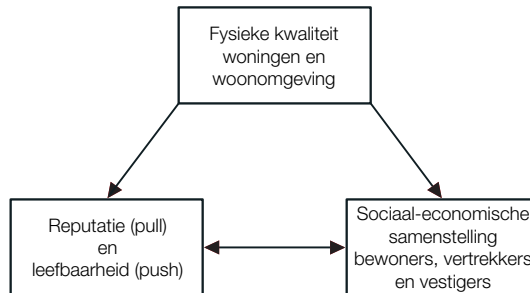 Fysieke kwaliteit
woningen en
woonomgeving
Reputatie (pull)
en
leefbaarheid (push)
Sociaal-economische
samenstelling
bewoners, vertrekkers
en vestigers